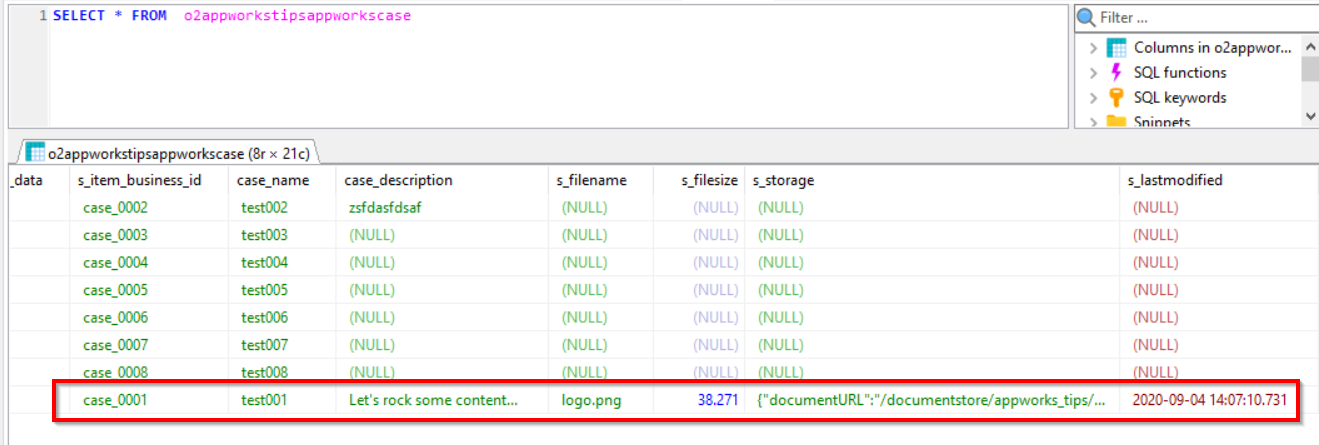 1 SELECT * FROM o2appworkstipsappworkscase
Filter ...
Columns in o2appwor...
SQL functions
SQL keywords
Snippets
o2appworkstipsappworkscase (8r × 21c)
_data s_item_business_id case_name case_description s_filename s_filesize s_storage s_lastmodified
case_0002 test002 zsfdasfdsaf (NULL) (NULL) (NULL) (NULL)
case_0003 test003 (NULL) (NULL) (NULL) (NULL) (NULL)
case_0004 test004 (NULL) (NULL) (NULL) (NULL) (NULL)
case_0005 test005 (NULL) (NULL) (NULL) (NULL) (NULL)
case_0006 test006 (NULL) (NULL) (NULL) (NULL) (NULL)
case_0007 test007 (NULL) (NULL) (NULL) (NULL) (NULL)
case_0008 test008 (NULL) (NULL) (NULL) (NULL) (NULL)
case_0001 test001 Let's rock some content... logo.png 38.271 {"documentURL":"/documentstore/appworks_tips/... 2020-09-04 14:07:10.731